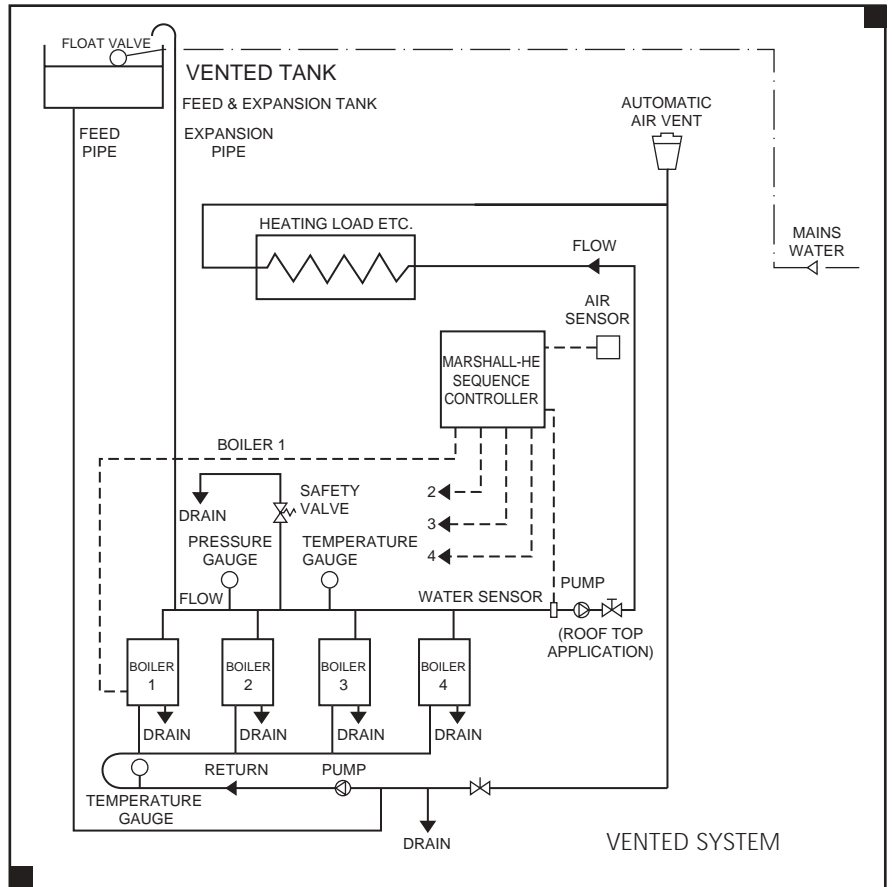 FLOAT VALVE
VENTED TANK
FEED & EXPANSION TANK
FEED
PIPE
EXPANSION
PIPE
AUTOMATIC
AIR VENT
HEATING LOAD ETC.
FLOW
MAINS
WATER
AIR
SENSOR
MARSHALL-HE
SEQUENCE
CONTROLLER
BOILER 1
2
3
4
SAFETY
VALVE
DRAIN
PRESSURE
GAUGE
TEMPERATURE
GAUGE
FLOW
WATER SENSOR
PUMP
(ROOF TOP
APPLICATION)
BOILER
1
BOILER
2
BOILER
3
BOILER
4
DRAIN
DRAIN
DRAIN
DRAIN
RETURN
PUMP
TEMPERATURE
GAUGE
DRAIN
VENTED SYSTEM